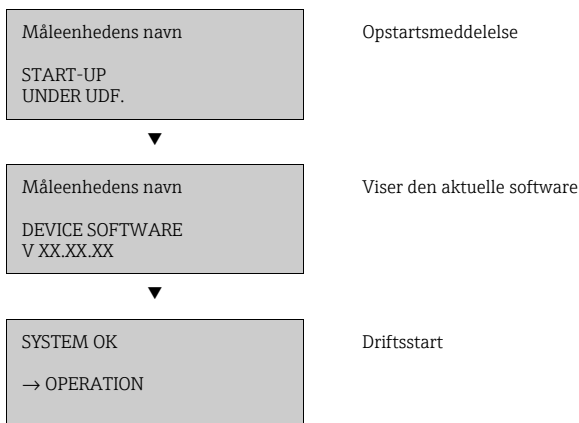 Måleenhedens navn
Opstartsmeddelelse
START-UP
UNDER UDF.
▼
Måleenhedens navn
Viser den aktuelle software
DEVICE SOFTWARE
V XX.XX.XX
▼
SYSTEM OK
Driftsstart
→ OPERATION